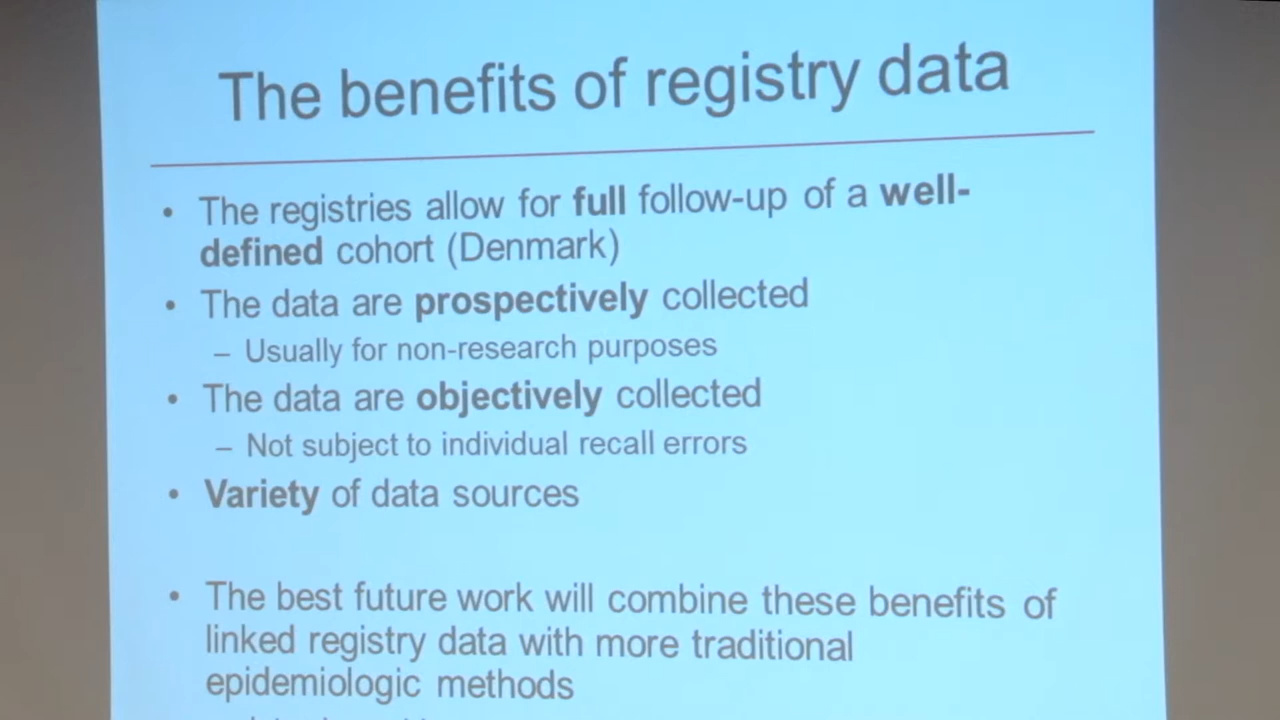 The benefits of registry data
• The registries allow for full follow-up of a well-
defined cohort (Denmark)
• The data are prospectively collected
– Usually for non-research purposes
• The data are objectively collected
– Not subject to individual recall errors
• Variety of data sources
• The best future work will combine these benefits of
linked registry data with more traditional
epidemiologic methods